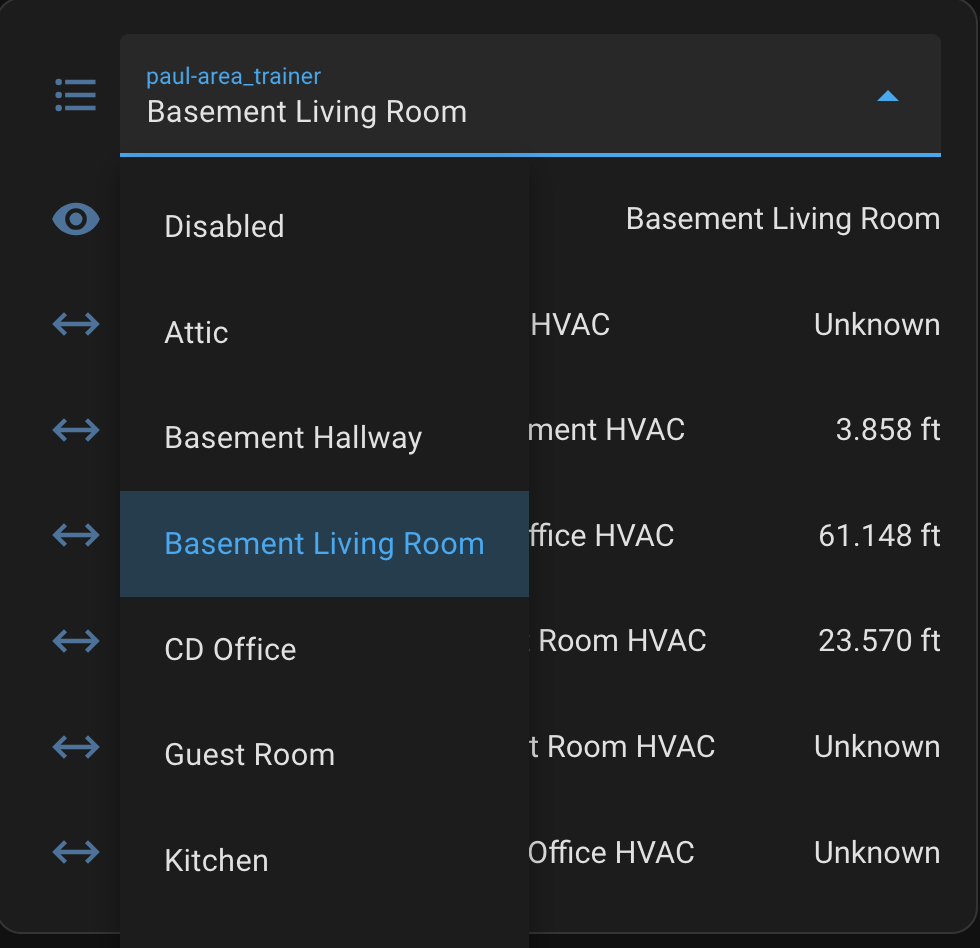 paul-area_trainer
Basement Living Room
Disabled
Basement Living Room
Attic
HVAC
Unknown
Basement Hallway
ment HVAC
3.858 ft
Basement Living Room
ffice HVAC
61.148 ft
CD Office
Room HVAC
23.570 ft
Guest Room
t Room HVAC
Unknown
Kitchen
Office HVAC
Unknown